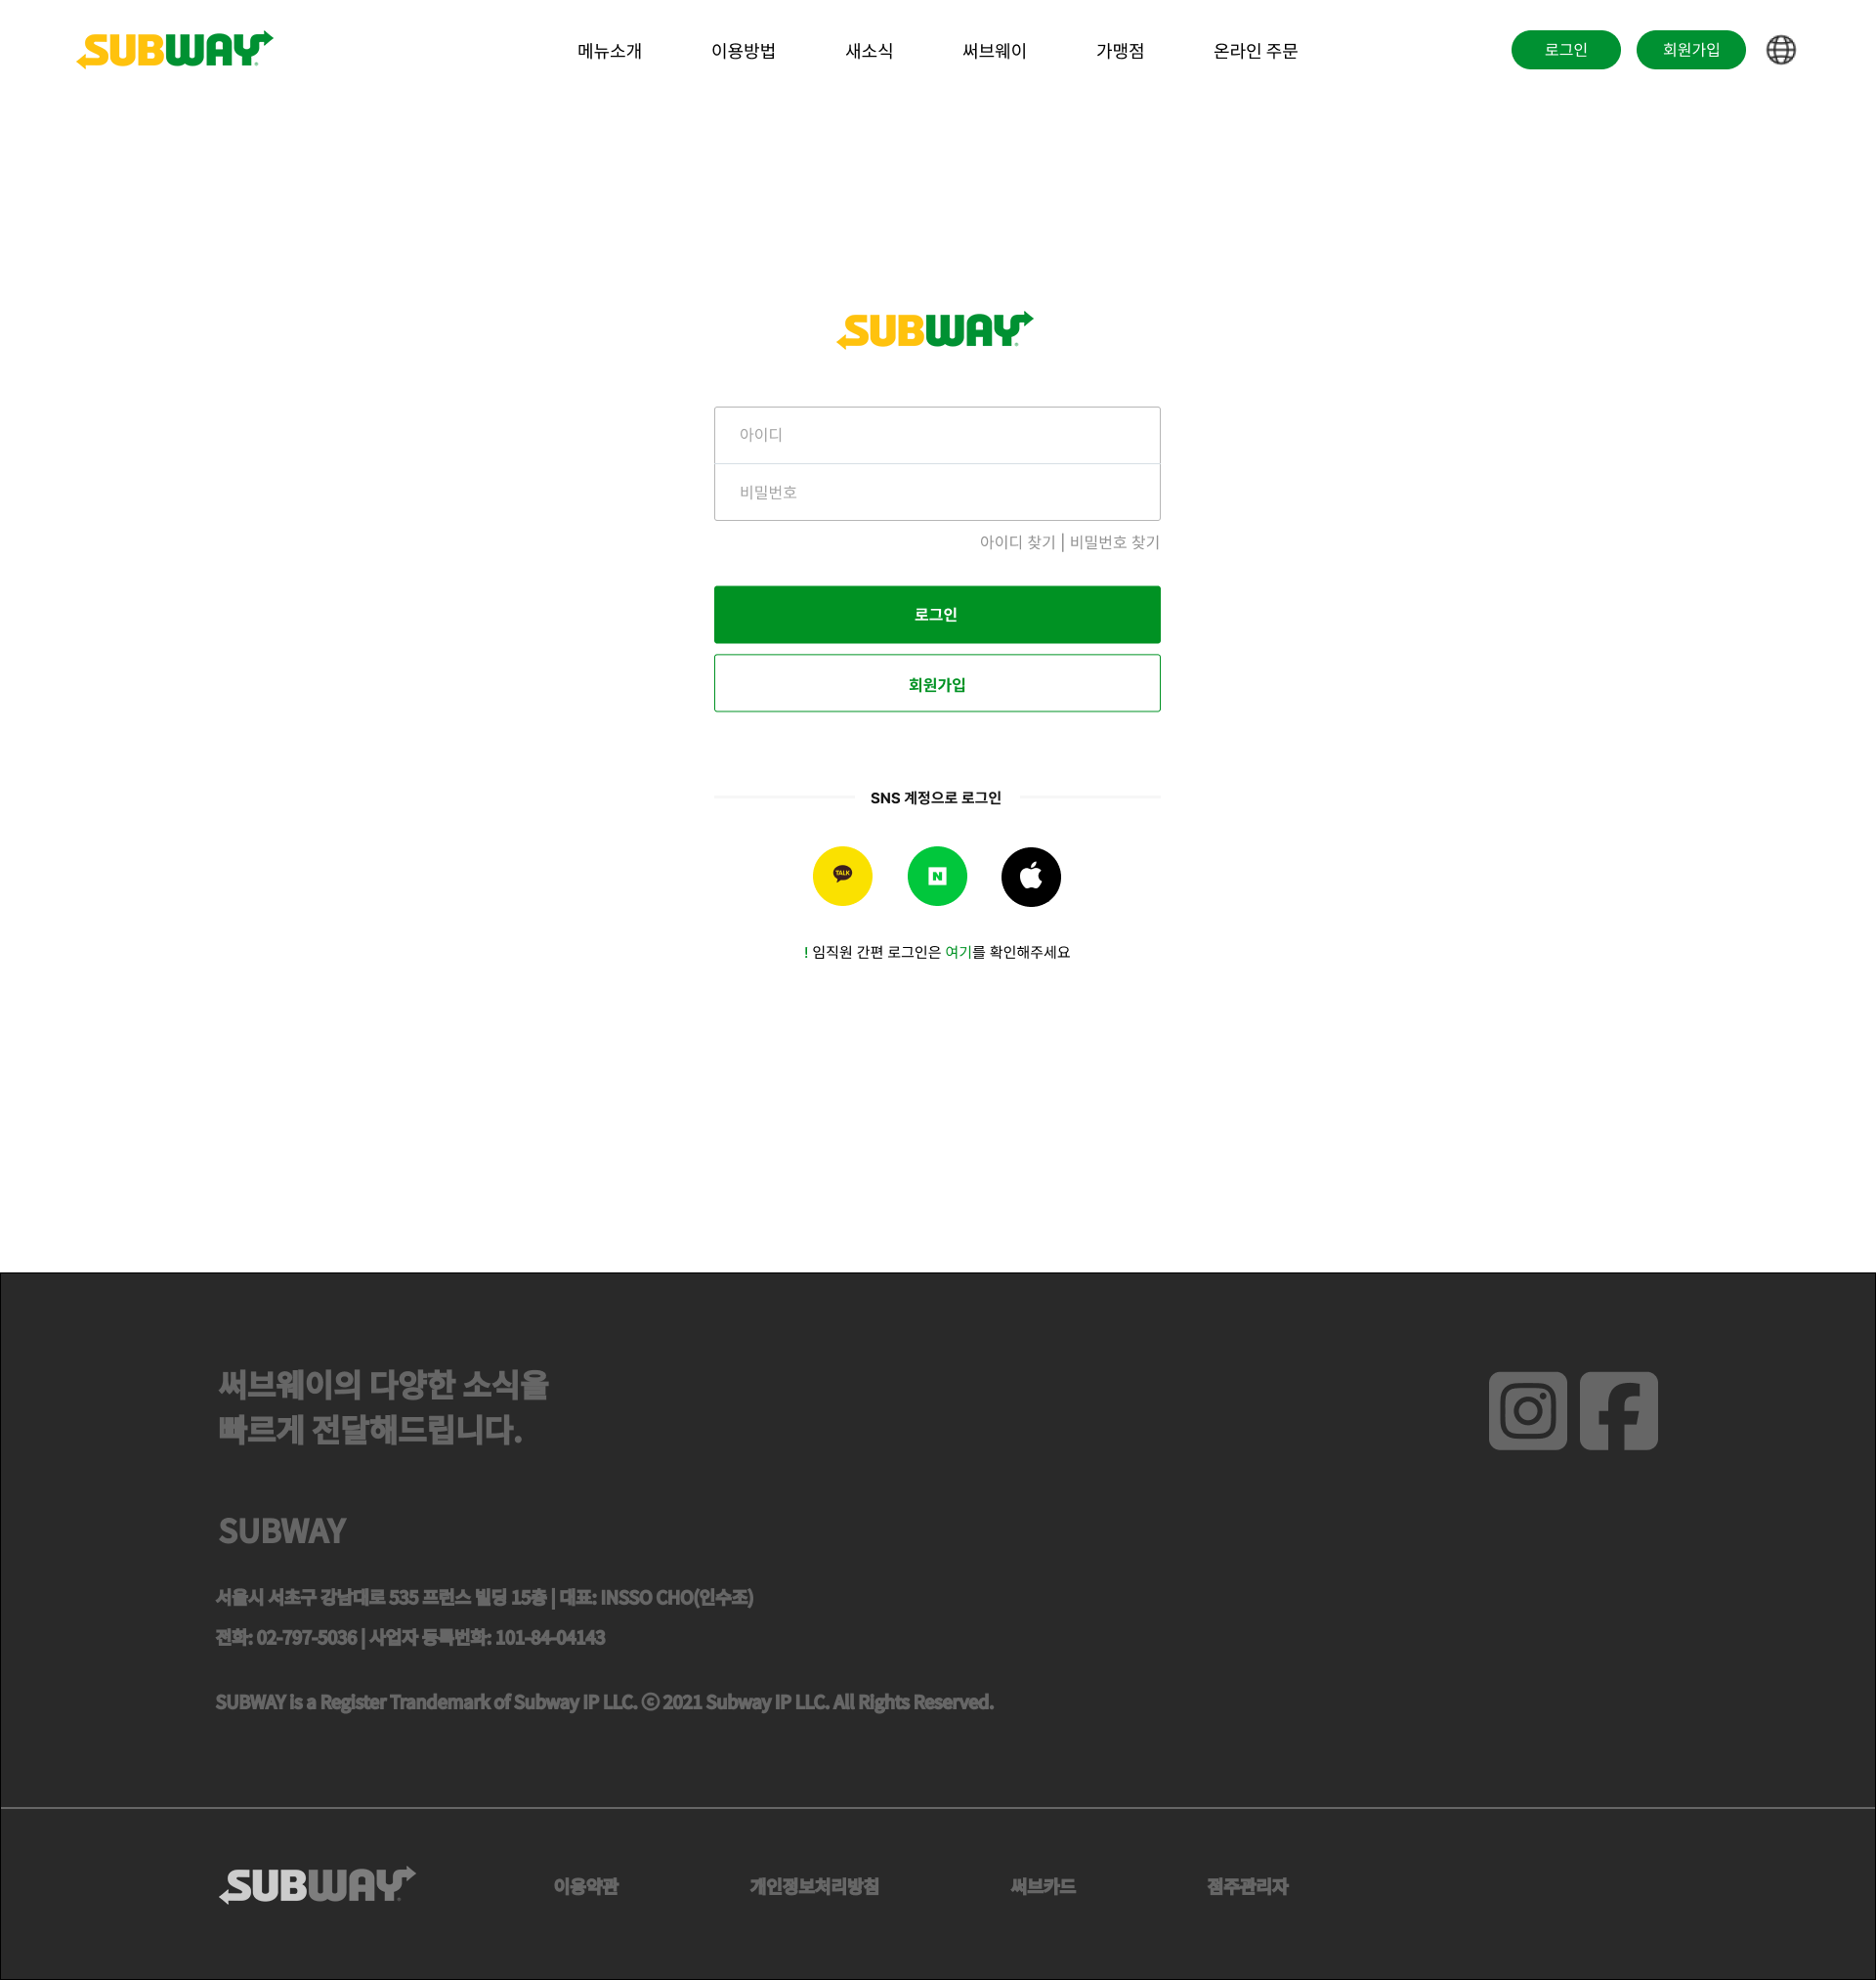 SUBWAY
메뉴소개 이용방법 새소식 써브웨이 가맹점 온라인 주문 로그인 회원가입
SUBWAY
아이디
비밀번호
아이디 찾기 | 비밀번호 찾기
로그인
회원가입
SNS 계정으로 로그인
TALK N
! 임직원 간편 로그인은 여기를 확인해주세요
써브웨이의 다양한 소식을
빠르게 전달해드립니다.
SUBWAY
서울시 서초구 강남대로 535 프런스 빌딩 15층 | 대표: INSSO CHO(인수조)
전화: 02-797-5036 | 사업자 등록번화: 101-84-04143
SUBWAY is a Register Trandemark of Subway IP LLC. ⓒ 2021 Subway IP LLC. All Rights Reserved.
SUBWAY 이용약관 개인정보처리방침 써브카드 점주관리자